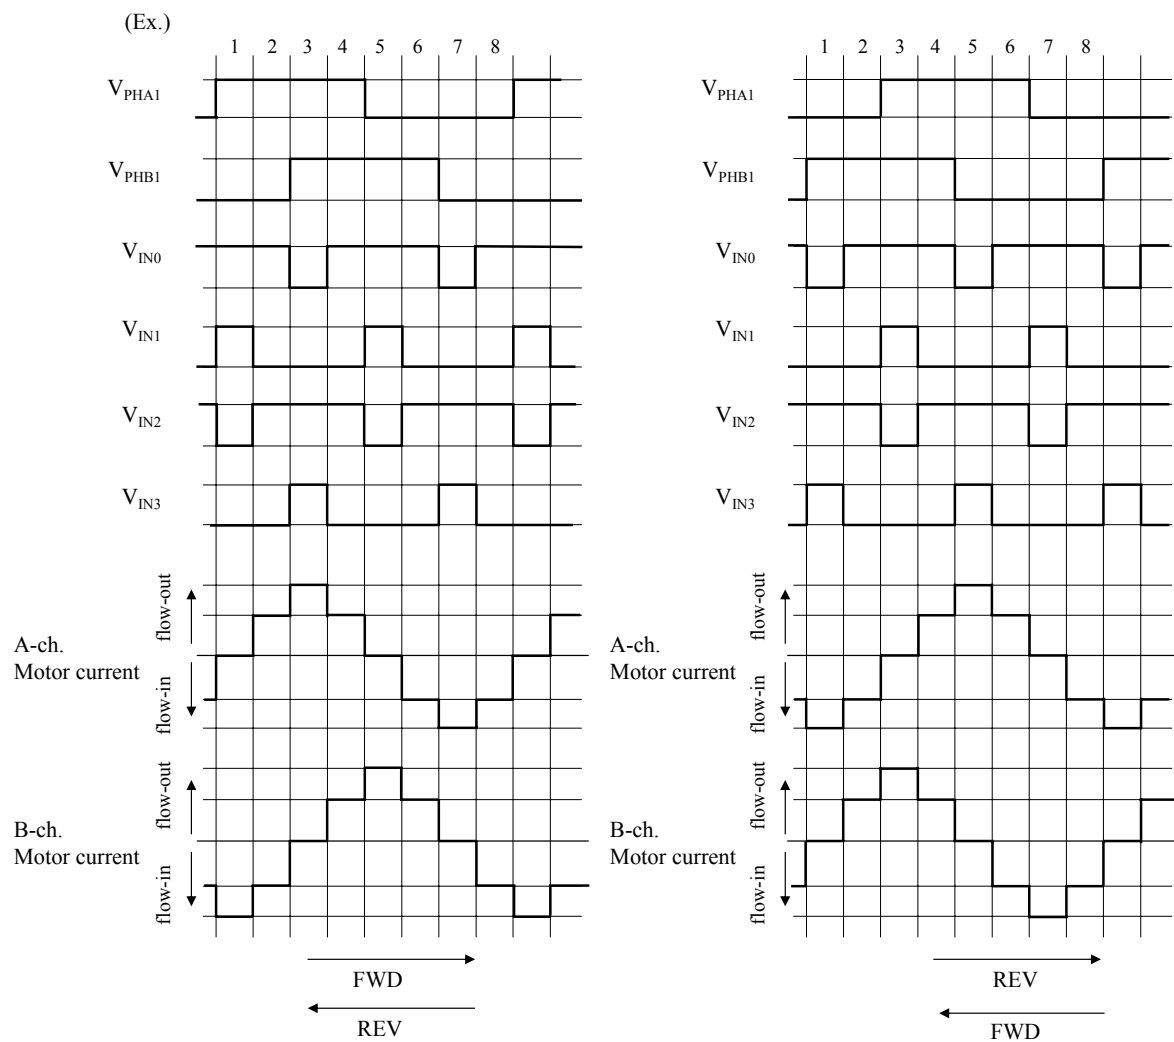 (Ex.)
1 2 3 4 5 6 7 8
VPHA1
VPHB1
VIN0
VIN1
VIN2
VIN3
flow-out
A-ch.
Motor current
flow-in
flow-out
B-ch.
Motor current
flow-in
FWD
REV
1 2 3 4 5 6 7 8
VPHA1
VPHB1
VIN0
VIN1
VIN2
VIN3
flow-out
A-ch.
Motor current
flow-in
flow-out
B-ch.
Motor current
flow-in
REV
FWD